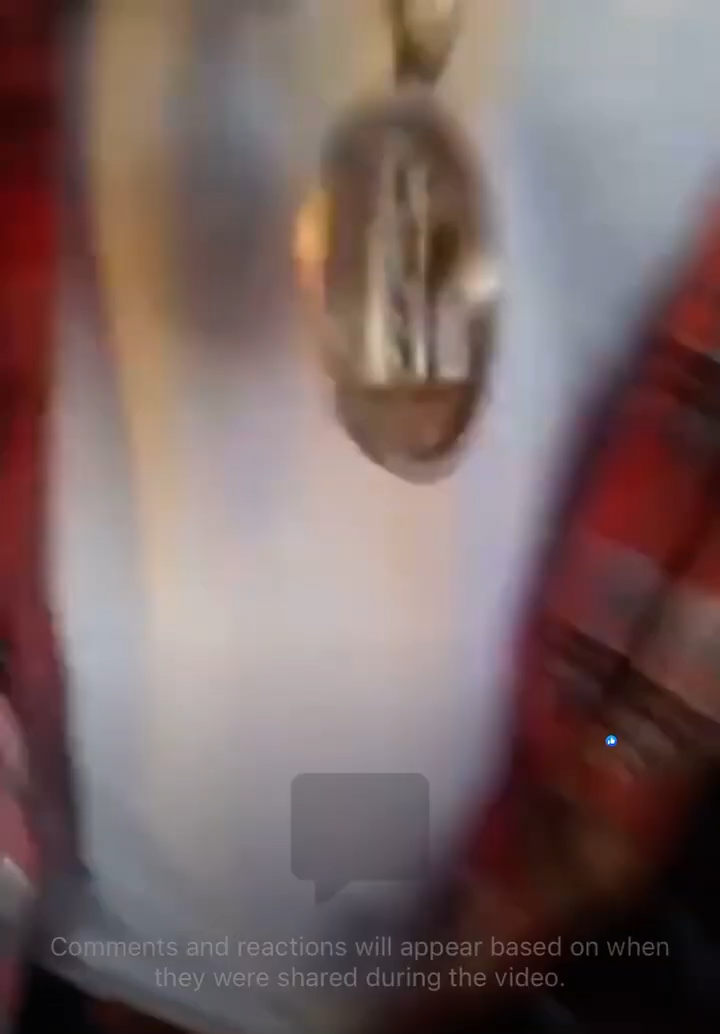 Comments and reactions will appear based on when
they were shared during the video.